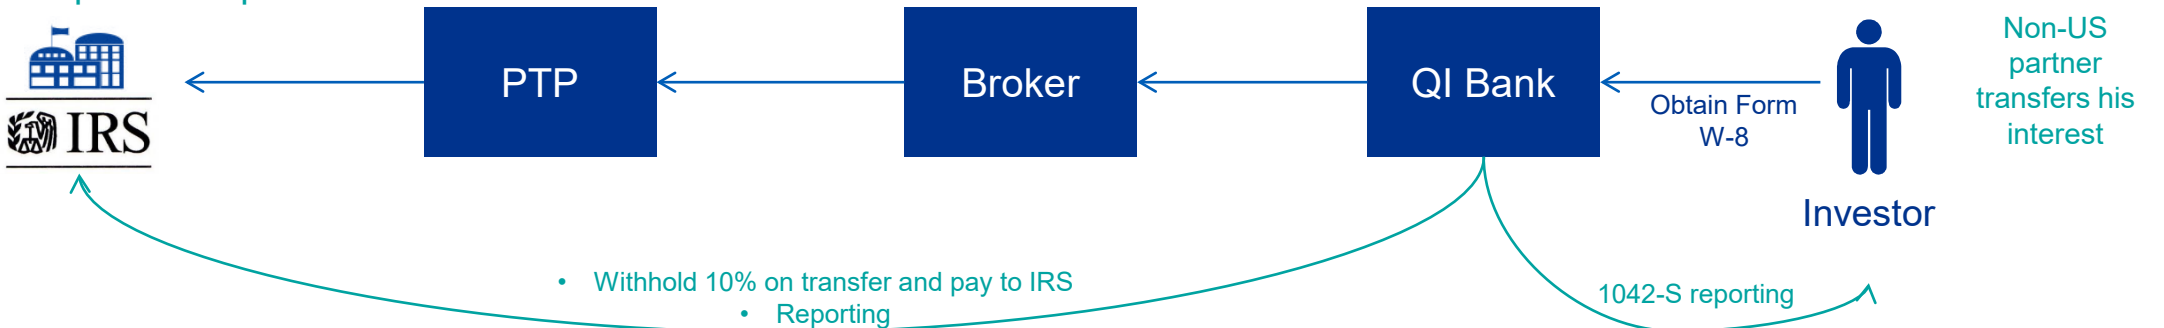 IRS
PTP
Broker
QI Bank
Obtain Form
W-8
Investor
Non-US
partner
transfers his
interest
• Withhold 10% on transfer and pay to IRS
• Reporting
1042-S reporting